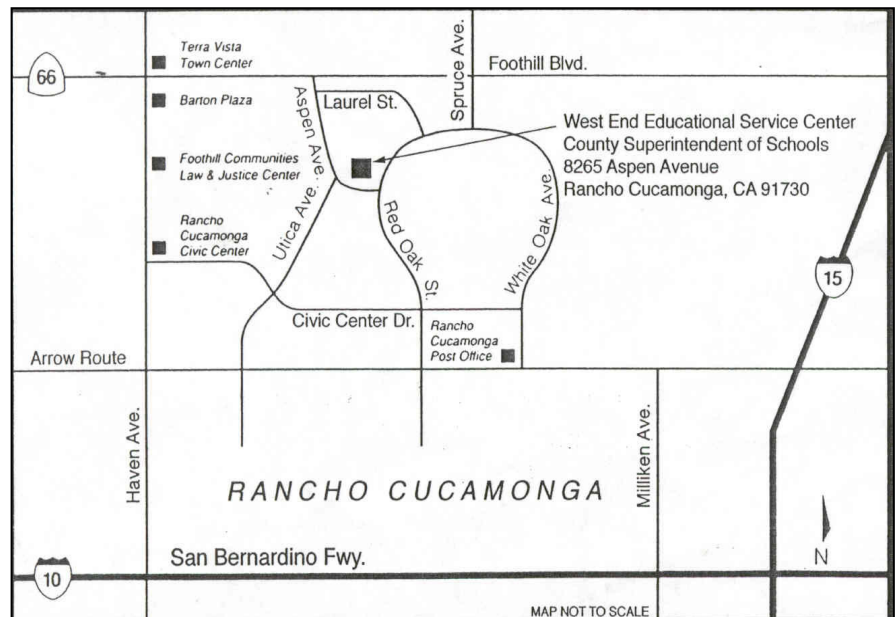 Terra Vista
Town Center
66
Foothill Blvd.
Spruce Ave.
Barton Plaza
Aspen Ave.
Laurel St.
West End Educational Service Center
County Superintendent of Schools
8265 Aspen Avenue
Rancho Cucamonga, CA 91730
Foothill Communities
Law & Justice Center
Utica Ave.
Red Oak St.
White Oak Ave.
Rancho
Cucamonga
Civic Center
15
Civic Center Dr.
Rancho
Cucamonga
Post Office
Arrow Route
Haven Ave.
Milliken Ave.
RANCHO CUCAMONGA
N
San Bernardino Fwy.
10
MAP NOT TO SCALE